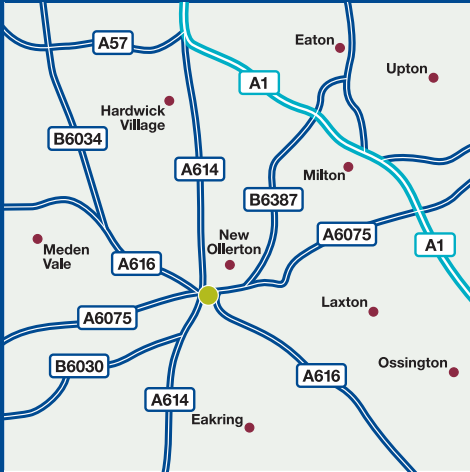 A57
Eaton
A1
Upton
Hardwick
Village
B6034
A614
Milton
B6387
New
Ollerton
A6075
A1
Meden
Vale
A616
Laxton
A6075
B6030
A616
Ossington
A614
Eakring